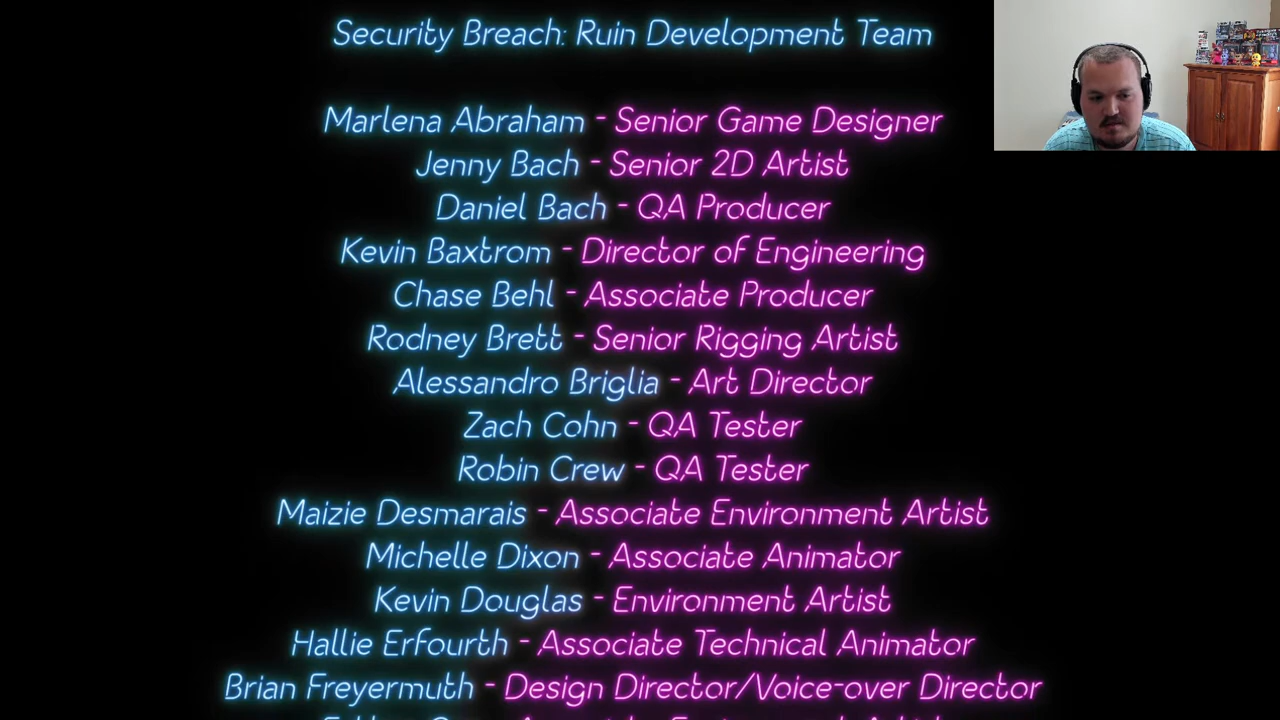 Security Breach: Ruin Development Team
Marlena Abraham - Senior Game Designer
Jenny Bach - Senior 2D Artist
Daniel Bach - QA Producer
Kevin Baxtrom - Director of Engineering
Chase Behl - Associate Producer
Rodney Brett - Senior Rigging Artist
Alessandro Briglia - Art Director
Zach Cohn - QA Tester
Robin Crew - QA Tester
Maizie Desmarais - Associate Environment Artist
Michelle Dixon - Associate Animator
Kevin Douglas - Environment Artist
Hallie Erfourth - Associate Technical Animator
Brian Freyermuth - Design Director/Voice-over Director